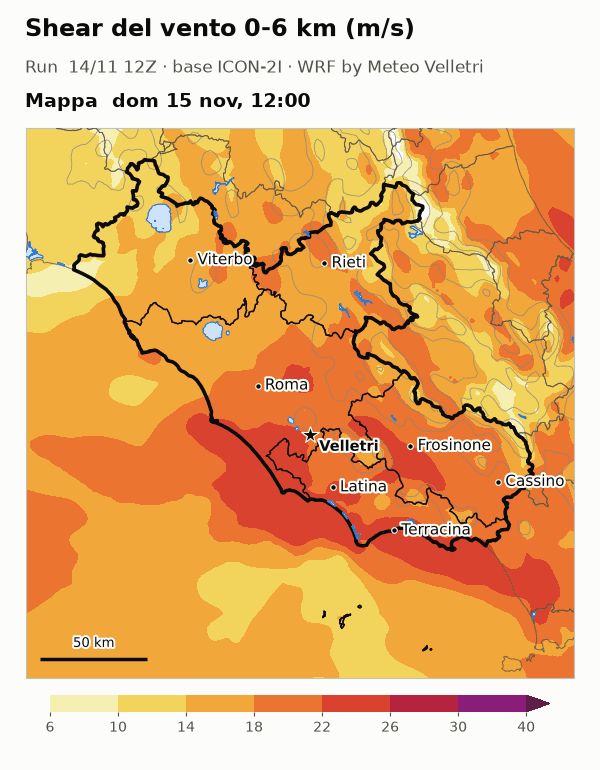 Shear del vento 0-6 km (m/s)
Run  14/11 12Z · base ICON-2I · WRF by Meteo Velletri
Mappa  dom 15 nov, 12:00
Viterbo
Rieti
Roma
Velletri
Frosinone
Latina
Cassino
Terracina
50 km
6 10 14 18 22 26 30 40